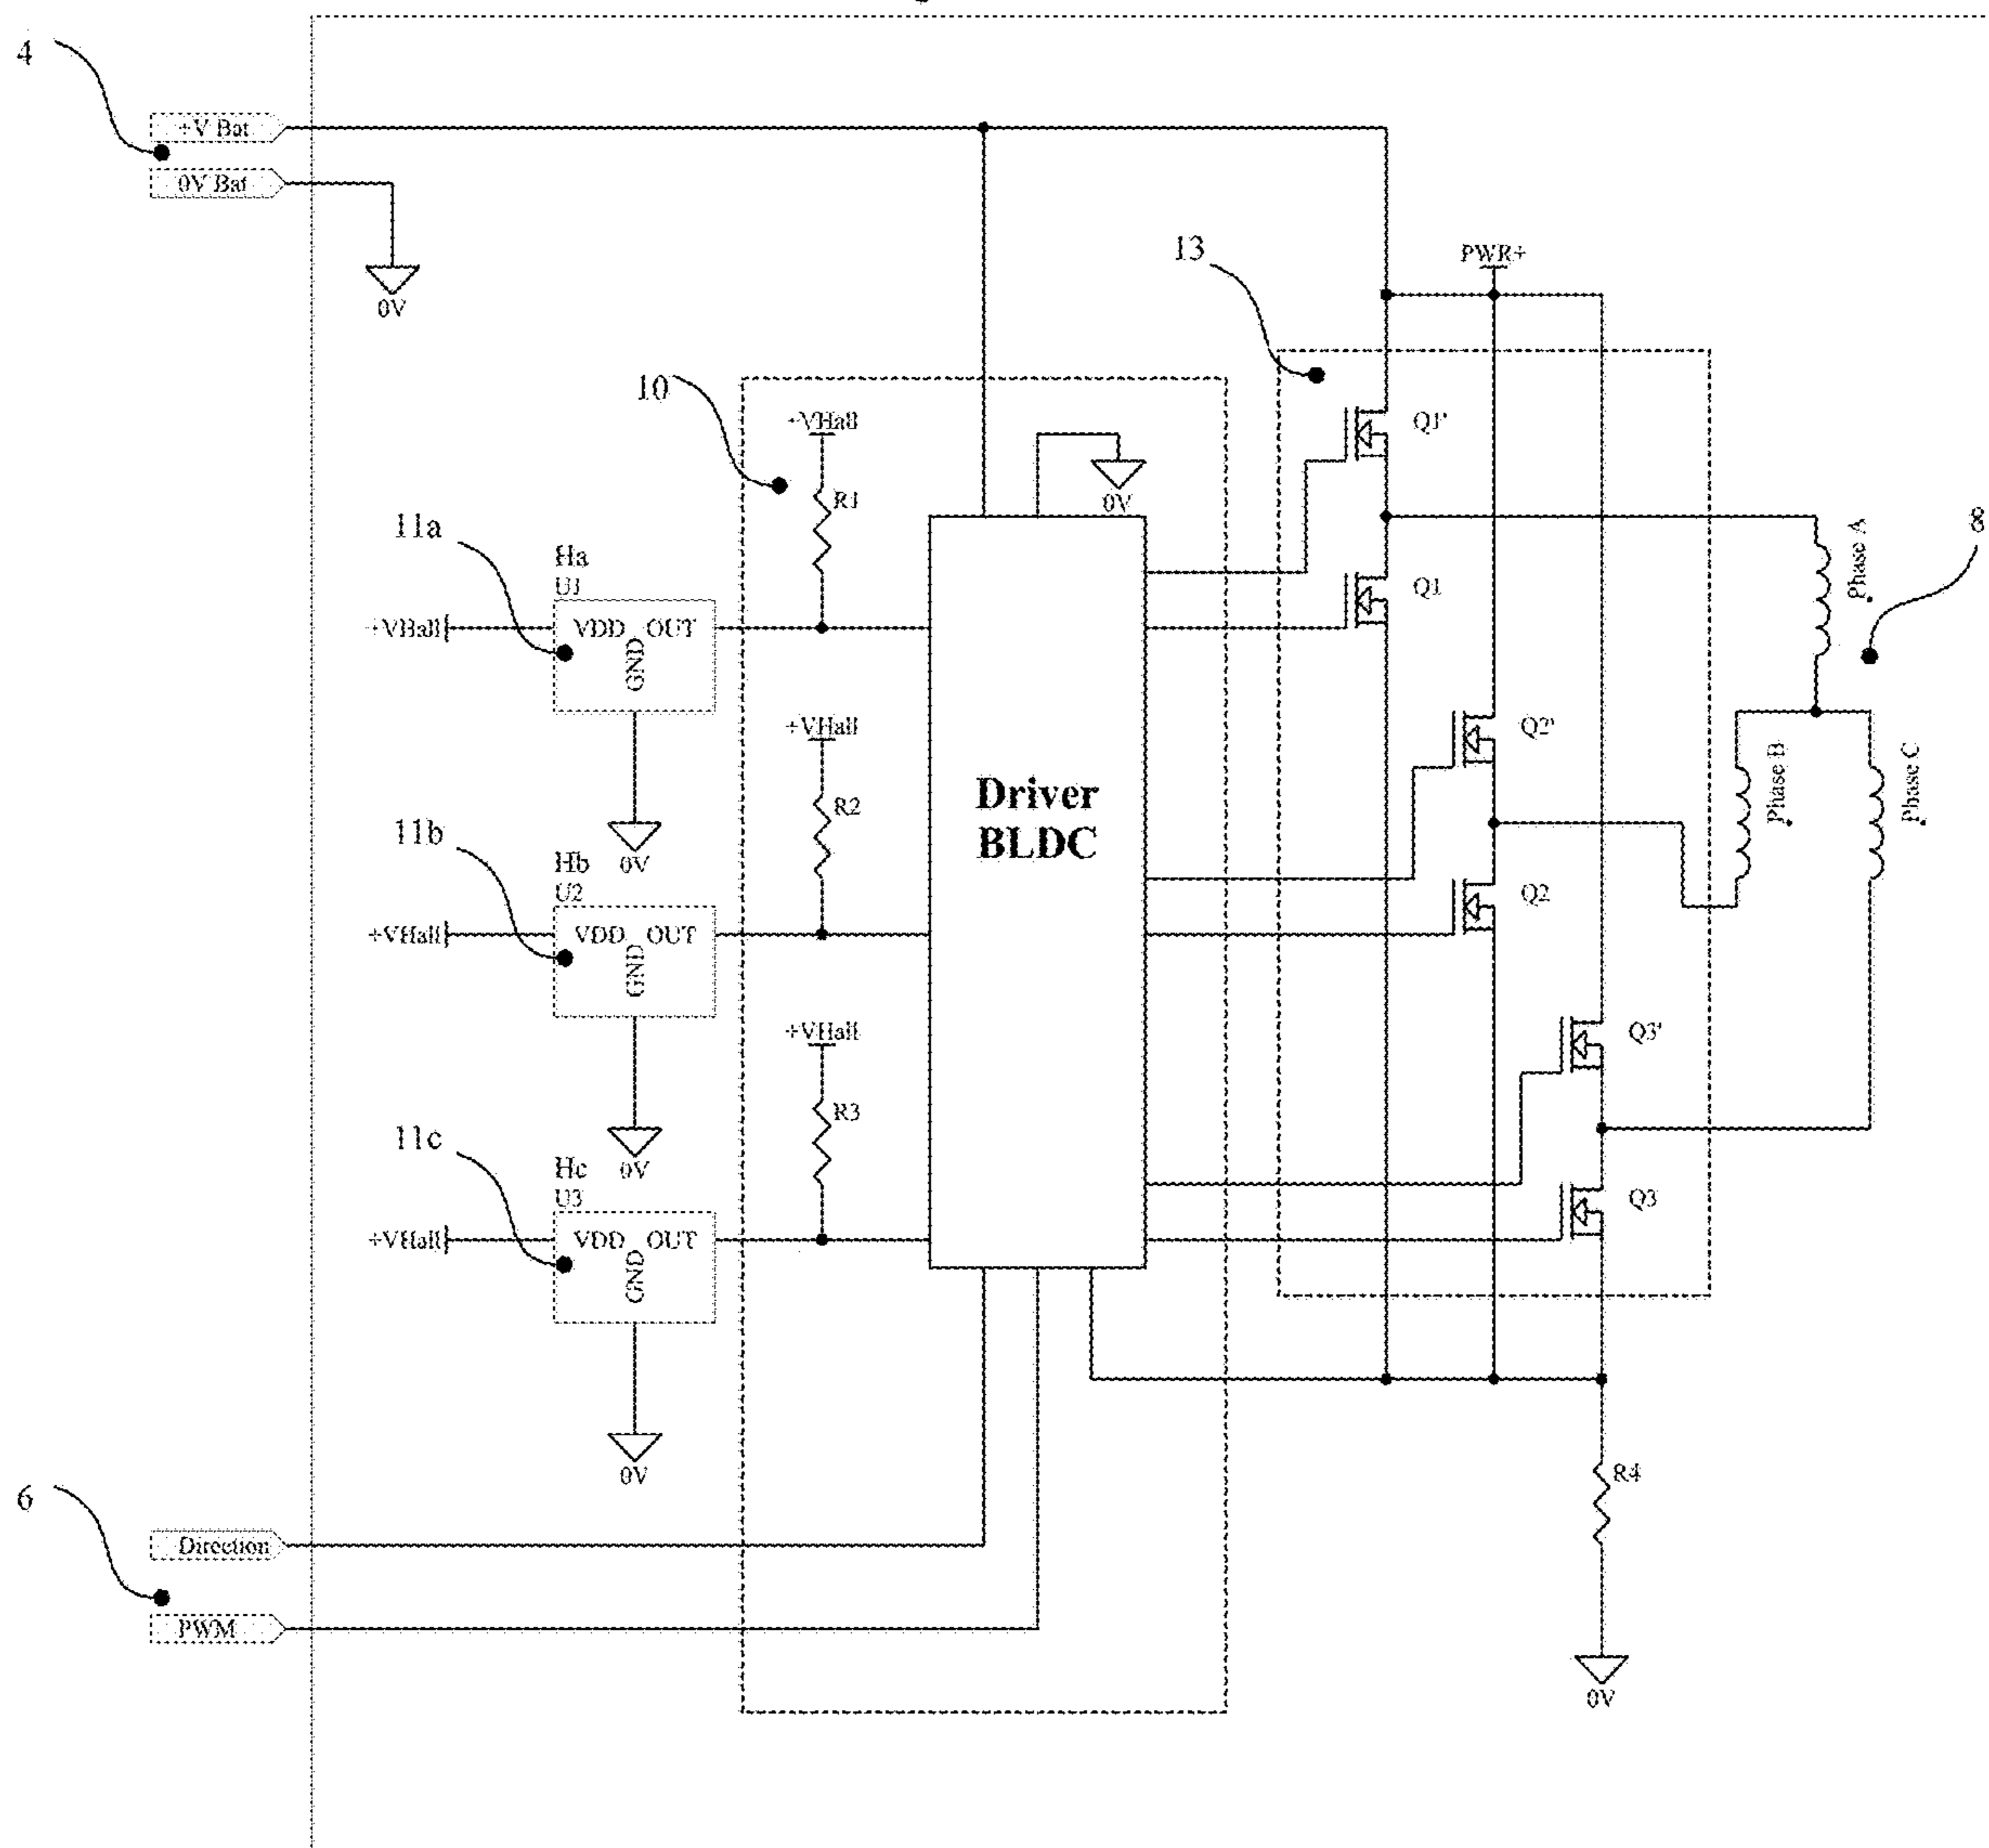 4
+V Bat
0V Bat
0V
PWR+
13
10
+VHall
Q1'
R1
0V
11a
Ha
U1
Q1
Phase A
8
+VHall
VDD OUT
GND
+VHall
Q2'
Phase B
Phase C
Driver
BLDC
R2
11b
Hb
U2
0V
Q2
+VHall
VDD OUT
GND
+VHall
Q3'
R3
11c
Hc
U3
0V
Q3
+VHall
VDD OUT
GND
0V
R4
6
Direction
PWM
0V